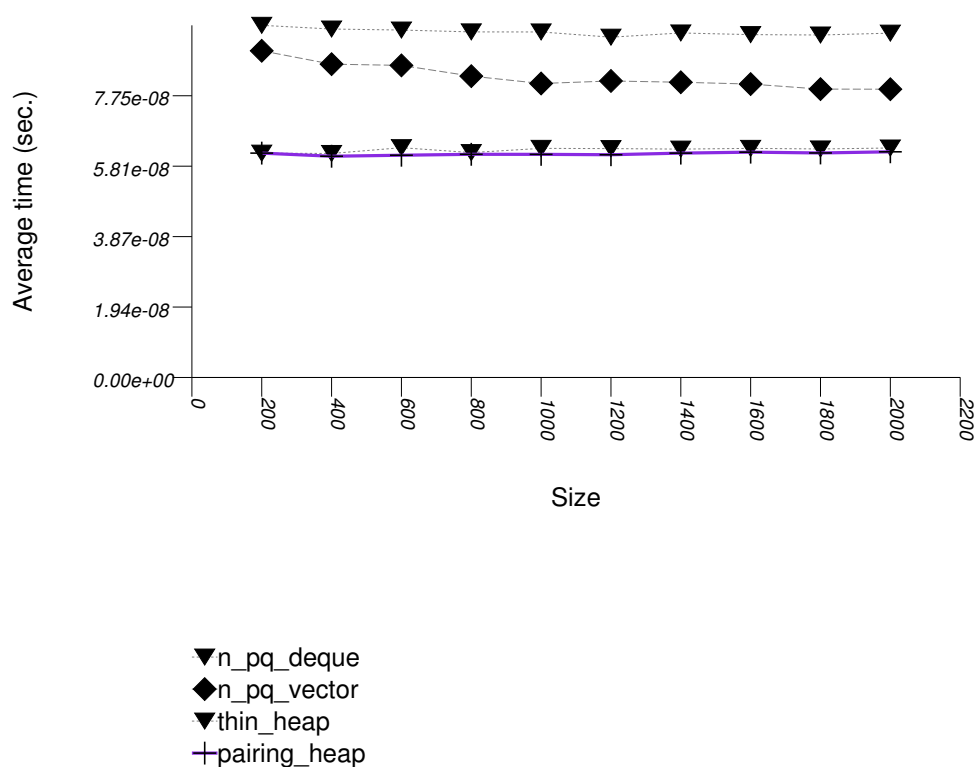 Average time (sec.)
7.75e-08
5.81e-08
3.87e-08
1.94e-08
0.00e+00
0
200
400
600
800
1000
1200
1400
1600
1800
2000
2200
Size
n_pq_deque
n_pq_vector
thin_heap
pairing_heap